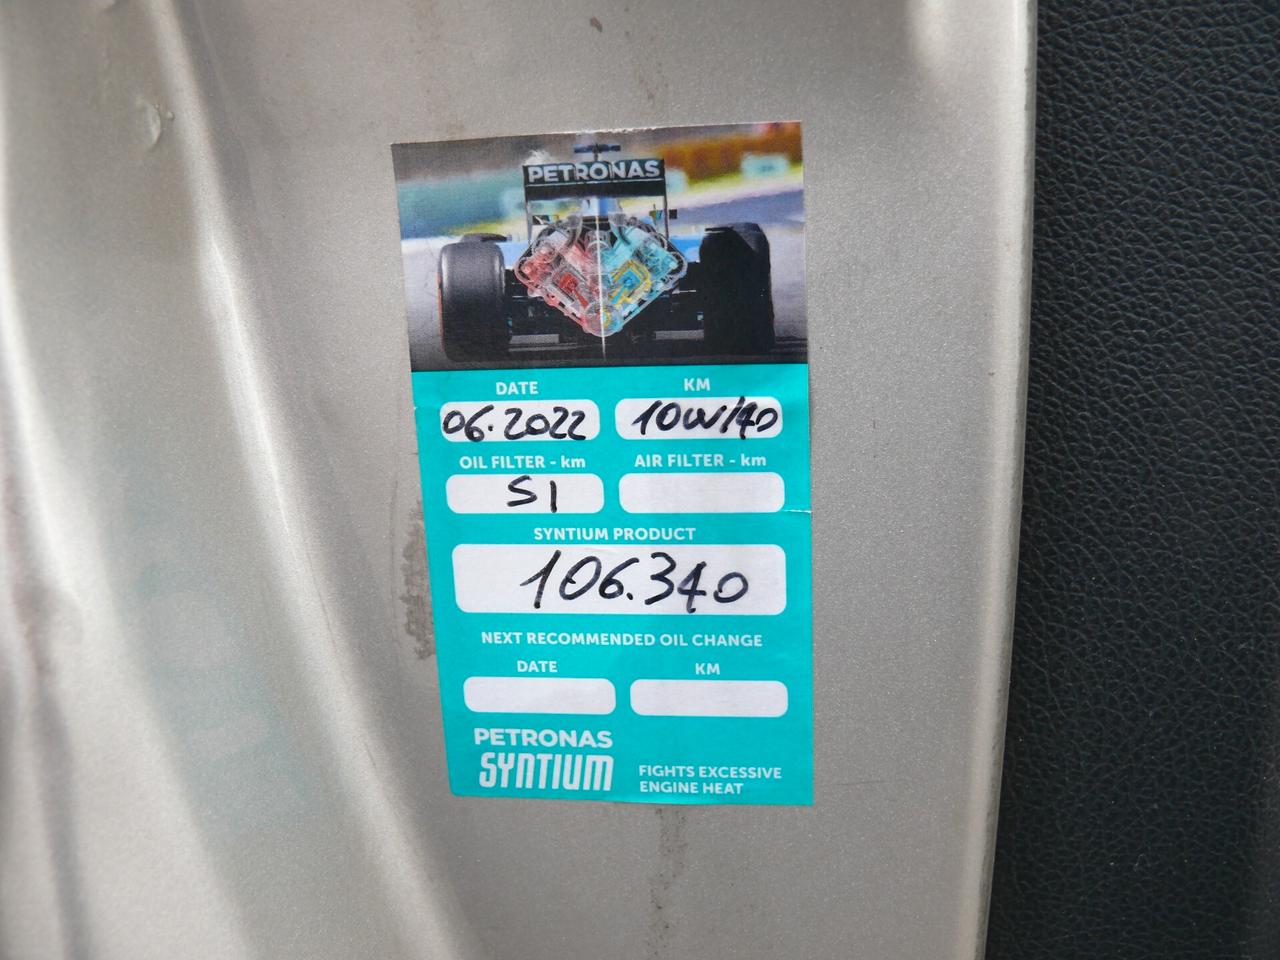 PETRONAS
DATE KM
06.2022 10W/40
OIL FILTER - km AIR FILTER - km
SI
SYNTIUM PRODUCT
106.340
NEXT RECOMMENDED OIL CHANGE
DATE KM
PETRONAS
SYNTIUM
FIGHTS EXCESSIVE
ENGINE HEAT